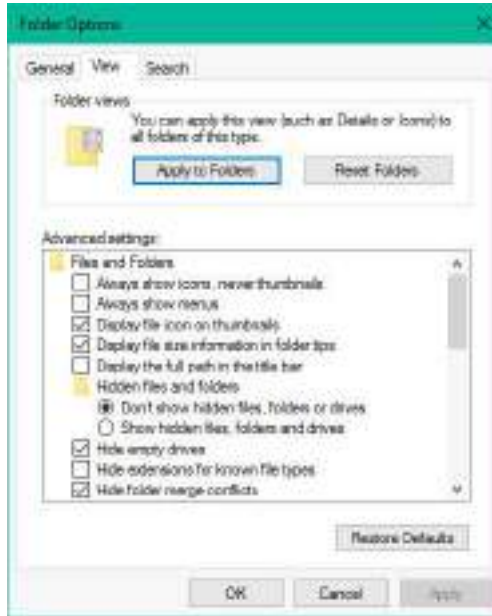 Folder Options
General View Search
Folder views
You can apply this view (such as Details or Icons) to
all folders of this type.
Apply to Folders Reset Folders
Advanced settings:
Files and Folders
Always show icons, never thumbnails
Always show menus
Display file icon on thumbnails
Display file size information in folder tips
Display the full path in the title bar
Hidden files and folders
Don't show hidden files, folders or drives
Show hidden files, folders and drives
Hide empty drives
Hide extensions for known file types
Hide folder merge conflicts
Restore Defaults
OK Cancel Apply